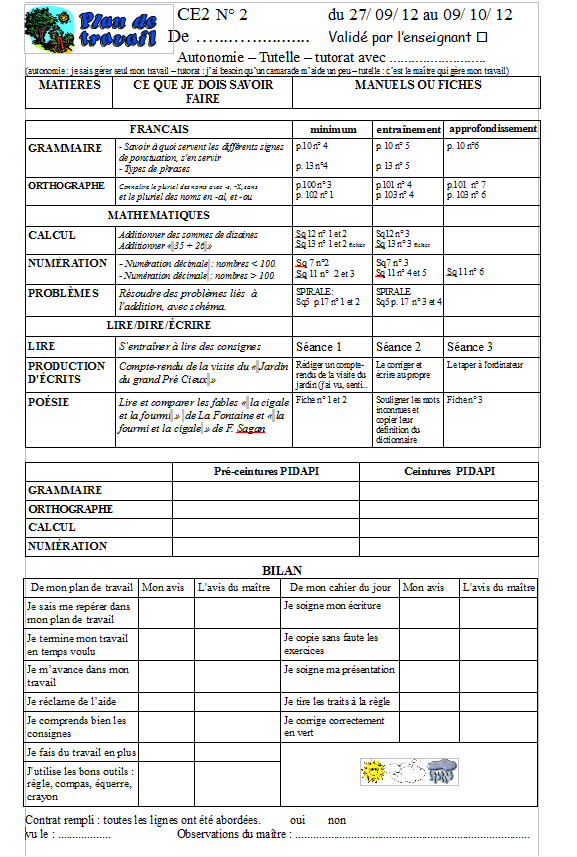 Plan de travail
CE2 N° 2 du 27/ 09/ 12 au 09/ 10/ 12
De …...…........... Validé par l'enseignant □
Autonomie – Tutelle – tutorat avec ..........................
(autonomie : je sais gérer seul mon travail – tutorat : j'ai besoin qu'un camarade m'aide un peu – tutelle : c'est le maître qui gère mon travail)
MATIERES CE QUE JE DOIS SAVOIR FAIRE MANUELS OU FICHES
FRANCAIS minimum entraînement approfondissement
GRAMMAIRE
- Savoir à quoi servent les différents signes de ponctuation, s'en servir
- Types de phrases
p.10 n° 4
p. 13 n°4
p. 10 n° 5
p. 13 n° 5
p. 10 n°6
ORTHOGRAPHE
Connaître le pluriel des noms avec -s, -X, sans
et le pluriel des noms en -al, et -ou
p.100 n° 3
p. 102 n° 1
p.101 n° 4
p. 103 n° 4
p.101 n° 7
p. 103 n° 6
MATHEMATIQUES
CALCUL
Additionner des sommes de dizaines
Additionner « 35 + 26 »
Sq 12 n° 1 et 2
Sq 13 n° 1 et 2 fichier
Sq12 n° 3
Sq 13 n° 3 fichier
NUMÉRATION
- Numération décimale : nombres < 100.
- Numération décimale : nombres > 100.
Sq 7 n°2
Sq 11 n° 2 et 3
Sq7 n° 3
Sq 11 n° 4 et 5
Sq 11 n° 6
PROBLÈMES
Résoudre des problèmes liés à
l'addition, avec schéma.
SPIRALE:
Sq5 p.17 n° 1 et 2
SPIRALE
Sq5 p. 17 n° 3 et 4
LIRE/DIRE/ÉCRIRE
LIRE S'entraîner à lire des consignes Séance 1 Séance 2 Séance 3
PRODUCTION D'ÉCRITS
Compte-rendu de la visite du « Jardin
du grand Pré Cieux »
Rédiger un compte-
rendu de la visite du
jardin (j'ai vu, senti...
Le corriger et
écrire au propre
Le taper à l'ordinateur
POÉSIE
Lire et comparer les fables « la cigale
et la fourmi » de La Fontaine et « la
fourmi et la cigale » de F. Sagan
Fiche n° 1 et 2
Souligner les mots
inconnues et
copier leur
définition du
dictionnaire
Fiche n° 3
Pré-ceintures PIDAPI Ceintures PIDAPI
GRAMMAIRE
ORTHOGRAPHE
CALCUL
NUMÉRATION
BILAN
De mon plan de travail Mon avis L'avis du maître De mon cahier du jour Mon avis L'avis du maître
Je sais me repérer dans
mon plan de travail
Je soigne mon écriture
Je termine mon travail
en temps voulu
Je copie sans faute les
exercices
Je m'avance dans mon
travail
Je soigne ma présentation
Je réclame de l'aide Je tire les traits à la règle
Je comprends bien les
consignes
Je corrige correctement
en vert
Je fais du travail en plus
J'utilise les bons outils :
règle, compas, équerre,
crayon
Contrat rempli : toutes les lignes ont été abordées. oui non
vu le : .................. Observations du maître : ................................................................